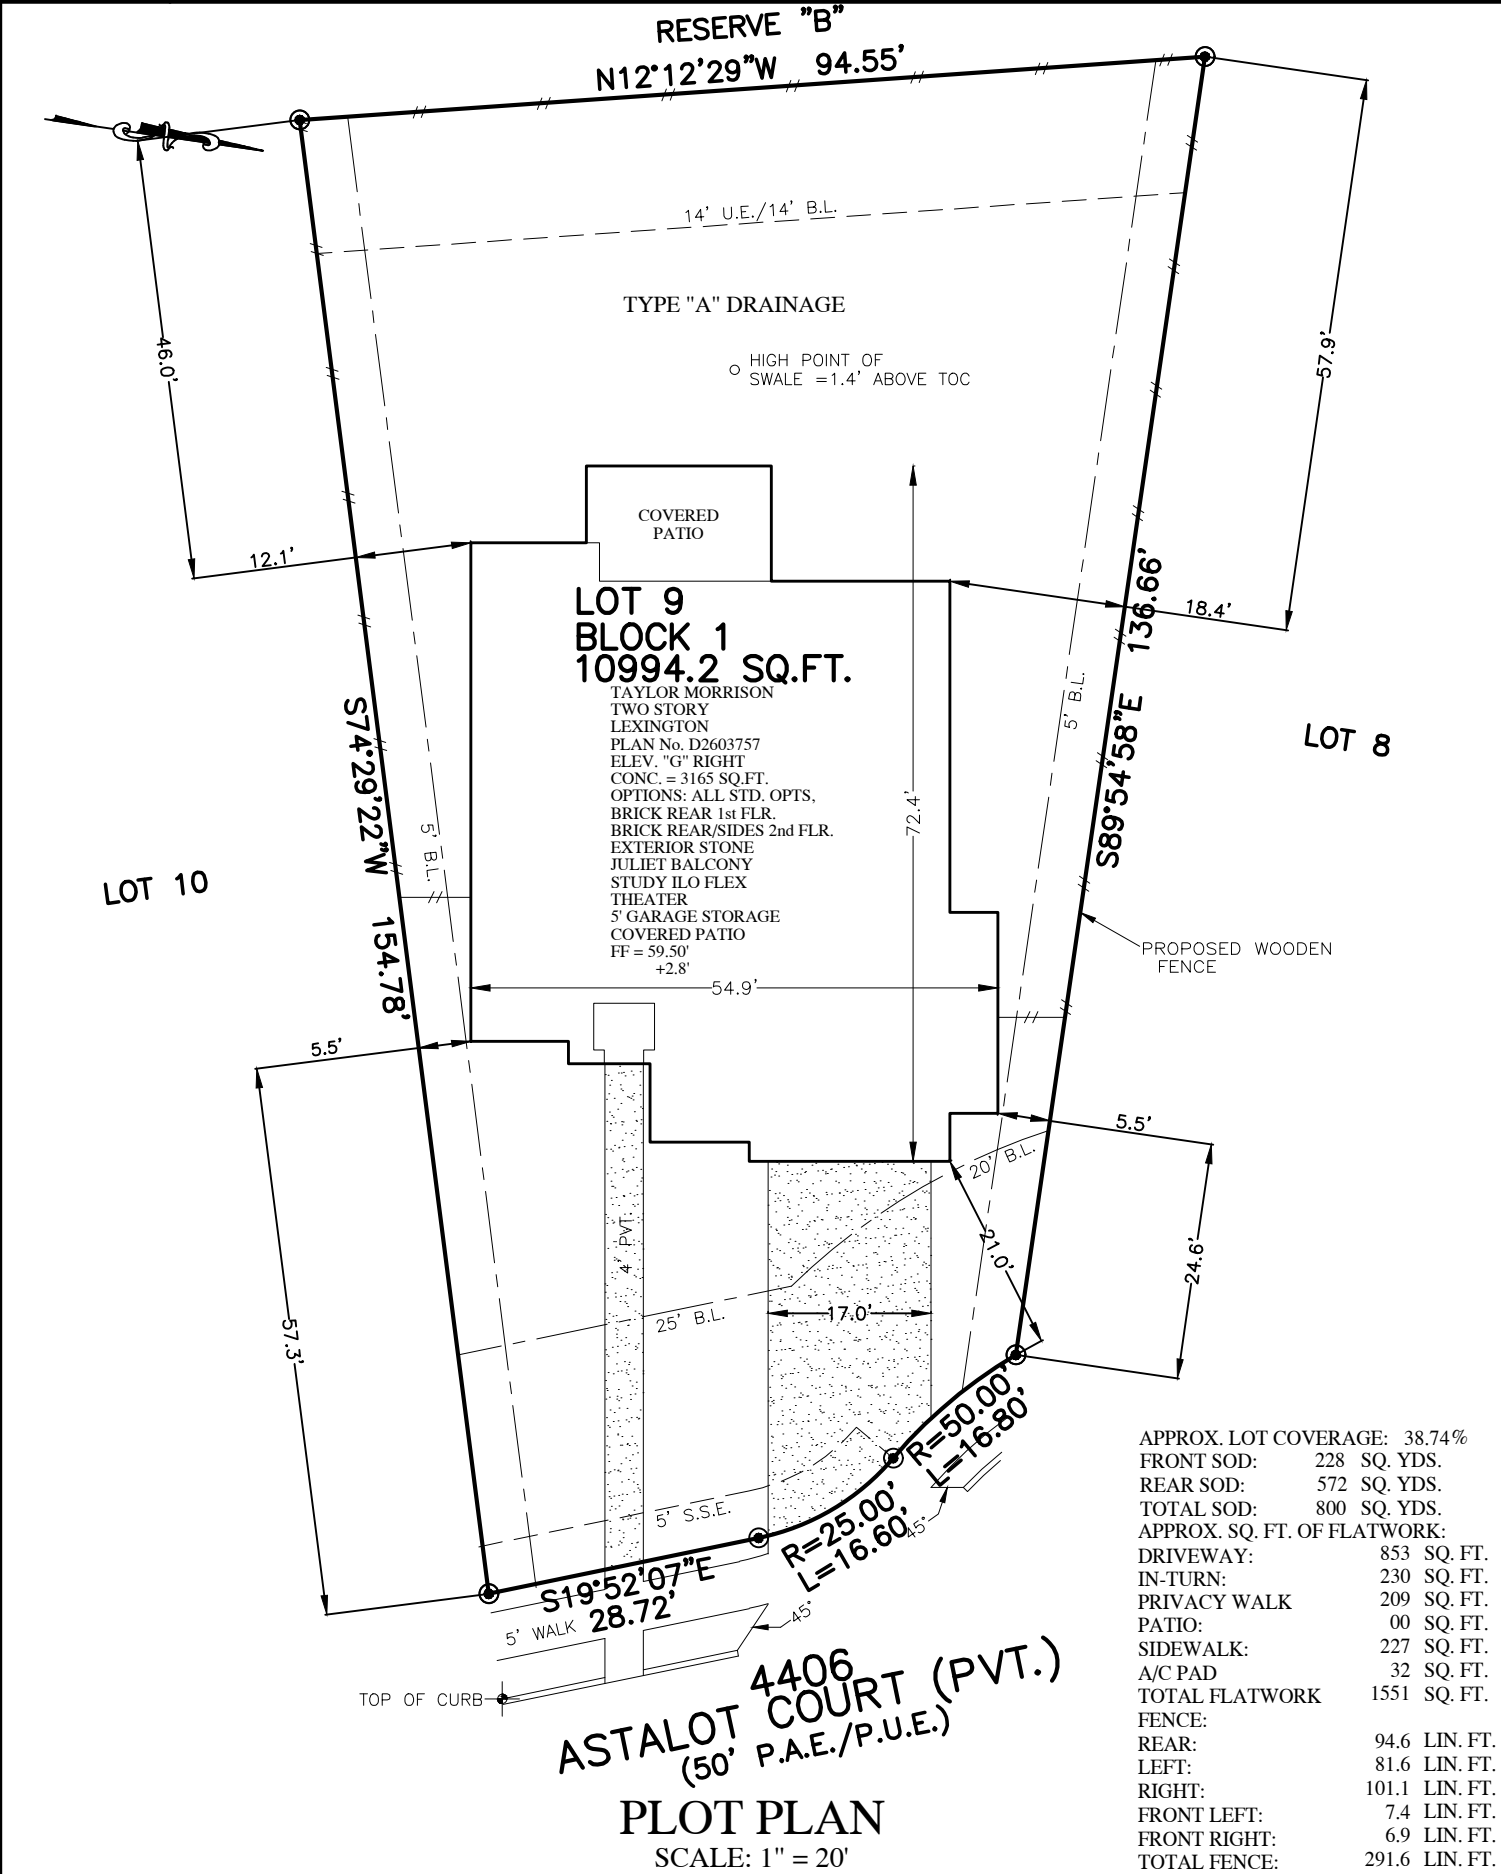 RESERVE "B"
N12°12'29"W 94.55'
14' U.E./14' B.L.
TYPE "A" DRAINAGE
HIGH POINT OF
SWALE =1.4' ABOVE TOC
46.0'
57.9'
COVERED
PATIO
12.1'
18.4'
LOT 9
BLOCK 1
10994.2 SQ.FT.
TAYLOR MORRISON
TWO STORY
LEXINGTON
PLAN No. D2603757
ELEV. "G" RIGHT
CONC. = 3165 SQ.FT.
OPTIONS: ALL STD. OPTS,
BRICK REAR 1st FLR.
BRICK REAR/SIDES 2nd FLR.
EXTERIOR STONE
JULIET BALCONY
STUDY ILO FLEX
THEATER
5' GARAGE STORAGE
COVERED PATIO
FF = 59.50'
+2.8'
54.9'
72.4'
S74°29'22"W 154.78'
5' B.L.
S89°54'58"E 136.66'
5' B.L.
LOT 8
LOT 10
PROPOSED WOODEN
FENCE
5.5'
5.5'
20' B.L.
21.0'
24.6'
4' PVT.
25' B.L.
17.0'
57.3'
R=50.00'
L=16.80'
5' S.S.E.
R=25.00'
L=16.60'
45°
S19°52'07"E
28.72'
5' WALK
45°
TOP OF CURB
4406
ASTALOT COURT (PVT.)
(50' P.A.E./P.U.E.)
PLOT PLAN
SCALE: 1" = 20'
APPROX. LOT COVERAGE: 38.74%
FRONT SOD: 228 SQ. YDS.
REAR SOD: 572 SQ. YDS.
TOTAL SOD: 800 SQ. YDS.
APPROX. SQ. FT. OF FLATWORK:
DRIVEWAY: 853 SQ. FT.
IN-TURN: 230 SQ. FT.
PRIVACY WALK 209 SQ. FT.
PATIO: 00 SQ. FT.
SIDEWALK: 227 SQ. FT.
A/C PAD 32 SQ. FT.
TOTAL FLATWORK 1551 SQ. FT.
FENCE:
REAR: 94.6 LIN. FT.
LEFT: 81.6 LIN. FT.
RIGHT: 101.1 LIN. FT.
FRONT LEFT: 7.4 LIN. FT.
FRONT RIGHT: 6.9 LIN. FT.
TOTAL FENCE: 291.6 LIN. FT.